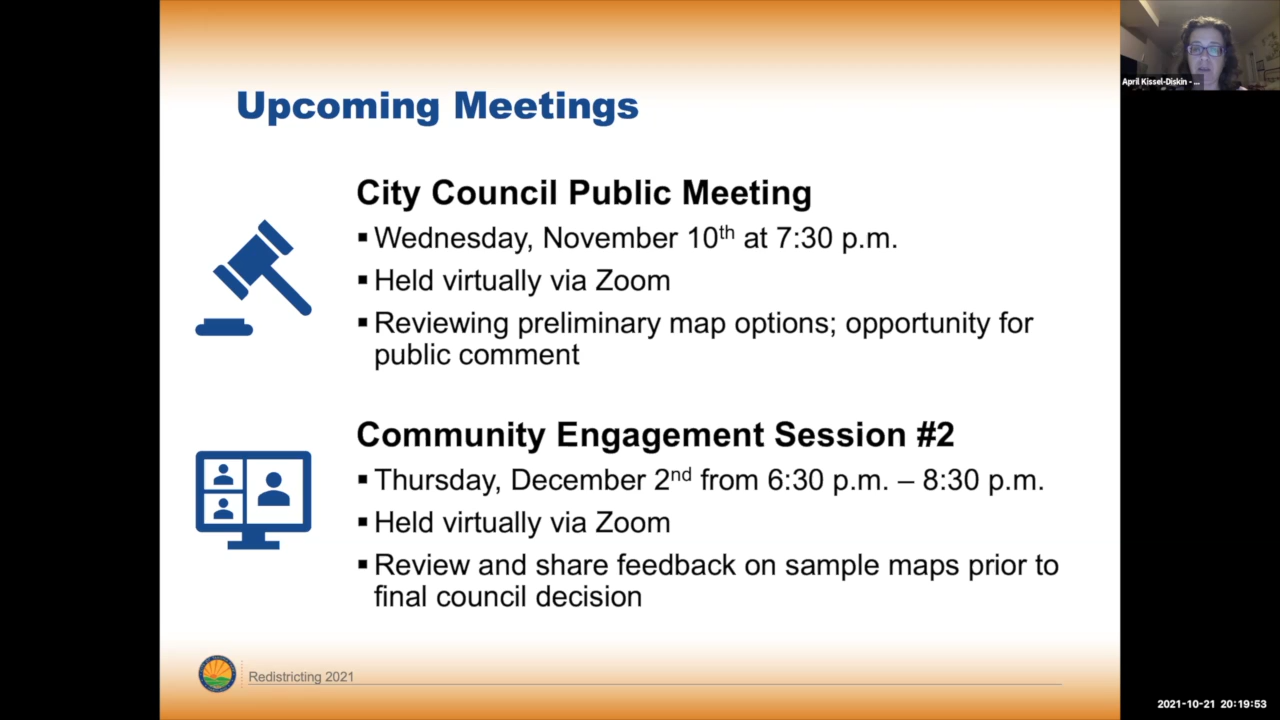 Upcoming Meetings
City Council Public Meeting
▪ Wednesday, November 10th at 7:30 p.m.
▪ Held virtually via Zoom
▪ Reviewing preliminary map options; opportunity for
public comment
Community Engagement Session #2
▪ Thursday, December 2nd from 6:30 p.m. – 8:30 p.m.
▪ Held virtually via Zoom
▪ Review and share feedback on sample maps prior to
final council decision
Redistricting 2021
April Kissel-Diskin - ...
2021-10-21 20:19:53